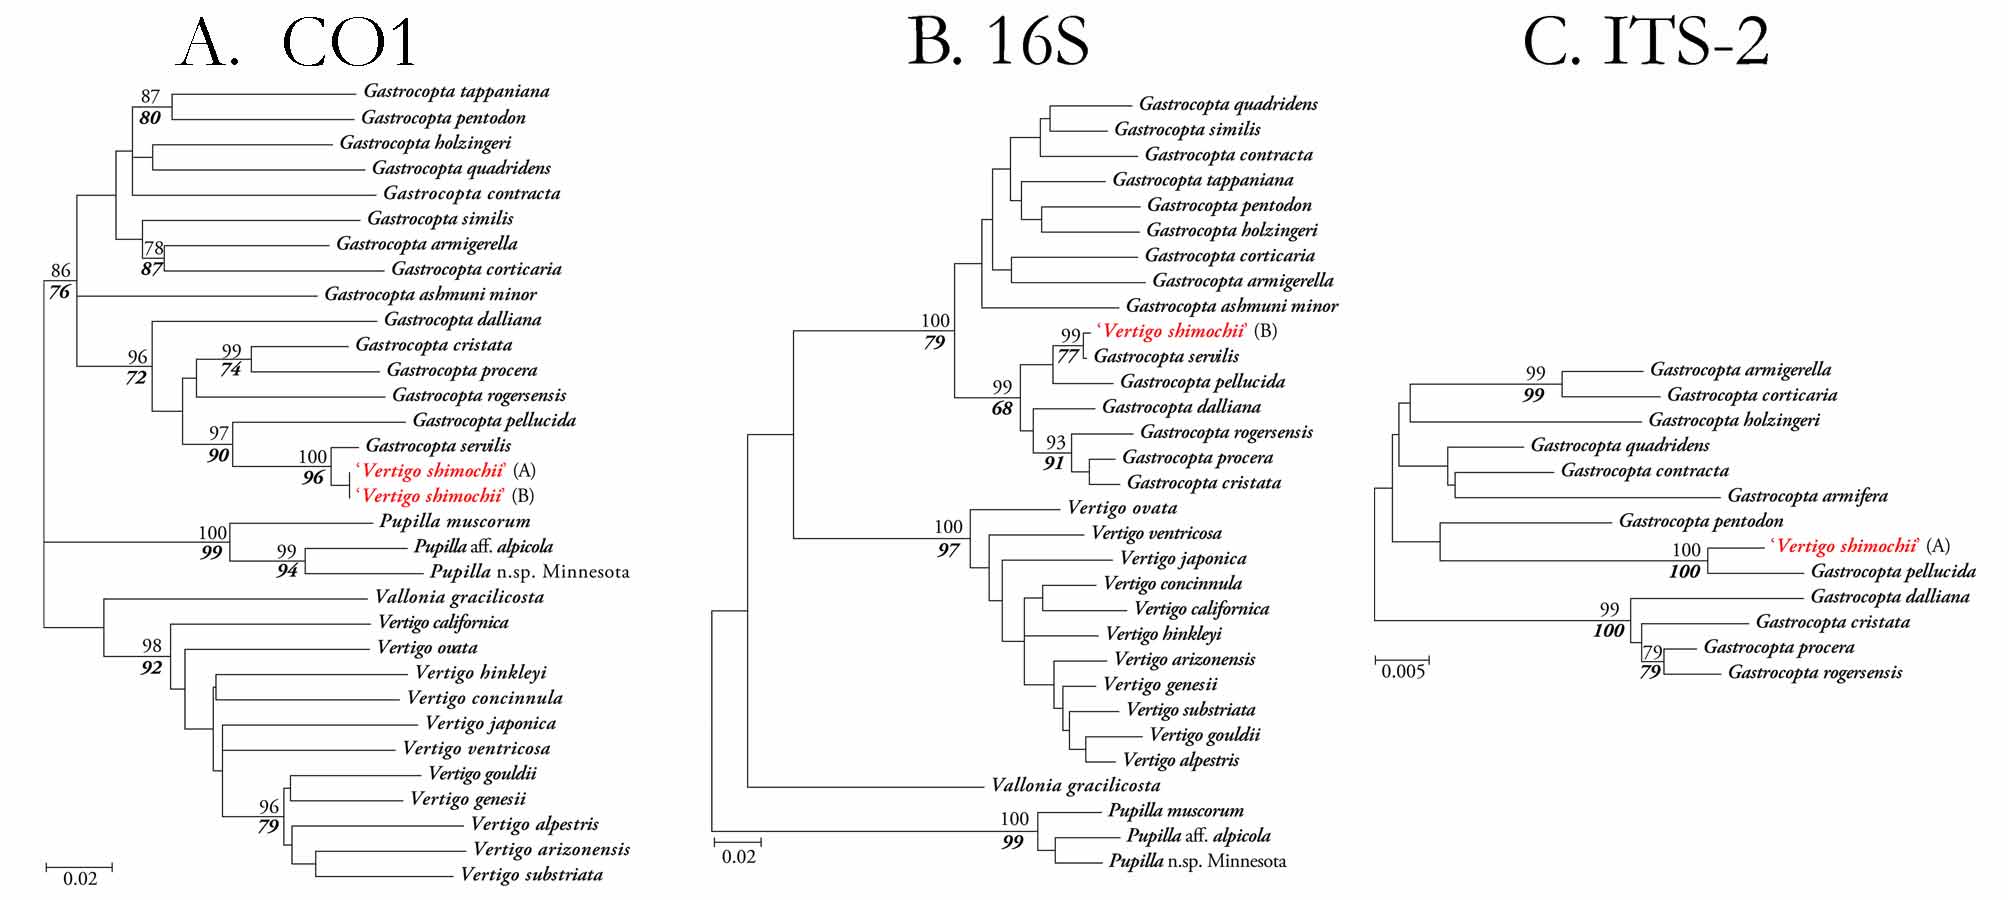 A. CO1
87
Gastrocopta tappaniana
80
Gastrocopta pentodon
Gastrocopta holzingeri
Gastrocopta quadridens
Gastrocopta contracta
Gastrocopta similis
78
Gastrocopta armigerella
87
Gastrocopta corticaria
86
76
Gastrocopta ashmuni minor
Gastrocopta dalliana
99
Gastrocopta cristata
96
74
Gastrocopta procera
72
Gastrocopta rogersensis
Gastrocopta pellucida
97
90
Gastrocopta servilis
100
'Vertigo shimochii' (A)
96
'Vertigo shimochii' (B)
Pupilla muscorum
100
99
Pupilla aff. alpicola
99
94
Pupilla n.sp. Minnesota
Vallonia gracilicosta
Vertigo californica
98
Vertigo ovata
92
Vertigo hinkleyi
Vertigo concinnula
Vertigo japonica
Vertigo ventricosa
Vertigo gouldii
Vertigo genesii
96
79
Vertigo alpestris
Vertigo arizonensis
Vertigo substriata
0.02
B. 16S
Gastrocopta quadridens
Gastrocopta similis
Gastrocopta contracta
Gastrocopta tappaniana
Gastrocopta pentodon
Gastrocopta holzingeri
Gastrocopta corticaria
Gastrocopta armigerella
Gastrocopta ashmuni minor
100
79
99
'Vertigo shimochii' (B)
77
Gastrocopta servilis
Gastrocopta pellucida
99
68
Gastrocopta dalliana
Gastrocopta rogersensis
93
91
Gastrocopta procera
Gastrocopta cristata
Vertigo ovata
100
97
Vertigo ventricosa
Vertigo japonica
Vertigo concinnula
Vertigo californica
Vertigo hinkleyi
Vertigo arizonensis
Vertigo genesii
Vertigo substriata
Vertigo gouldii
Vertigo alpestris
Vallonia gracilicosta
Pupilla muscorum
100
99
Pupilla aff. alpicola
Pupilla n.sp. Minnesota
0.02
C. ITS-2
Gastrocopta armigerella
99
99
Gastrocopta corticaria
Gastrocopta holzingeri
Gastrocopta quadridens
Gastrocopta contracta
Gastrocopta armifera
Gastrocopta pentodon
100
'Vertigo shimochii' (A)
100
Gastrocopta pellucida
Gastrocopta dalliana
99
100
Gastrocopta cristata
79
Gastrocopta procera
79
Gastrocopta rogersensis
0.005